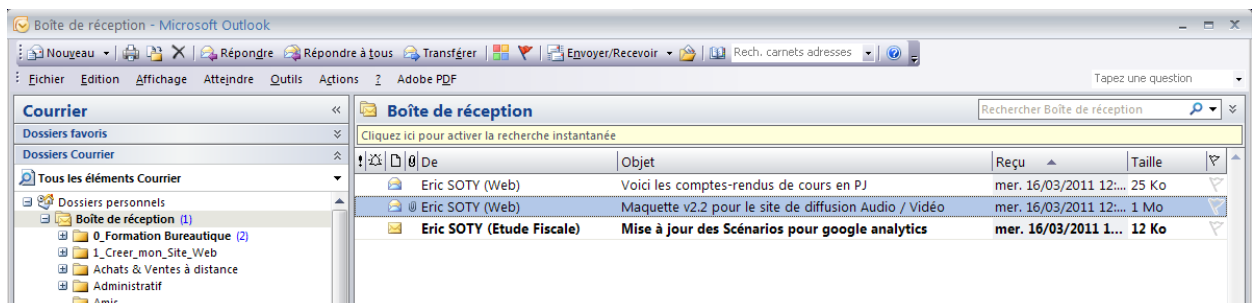 Boîte de réception - Microsoft Outlook
Nouveau Répondre Répondre à tous Transférer Envoyer/Recevoir Rech. carnets adresses
Fichier Edition Affichage Atteindre Outils Actions ? Adobe PDF Tapez une question
Courrier
Dossiers favoris
Dossiers Courrier
Tous les éléments Courrier
Dossiers personnels
Boîte de réception (1)
0_Formation Bureautique (2)
1_Creer_mon_Site_Web
Achats & Ventes à distance
Administratif
Amis
Boîte de réception Rechercher Boîte de réception
Cliquez ici pour activer la recherche instantanée
! De Objet Reçu Taille
Eric SOTY (Web) Voici les comptes-rendus de cours en PJ mer. 16/03/2011 12:... 25 Ko
Eric SOTY (Web) Maquette v2.2 pour le site de diffusion Audio / Vidéo mer. 16/03/2011 12:... 1 Mo
Eric SOTY (Etude Fiscale) Mise à jour des Scénarios pour google analytics mer. 16/03/2011 1... 12 Ko